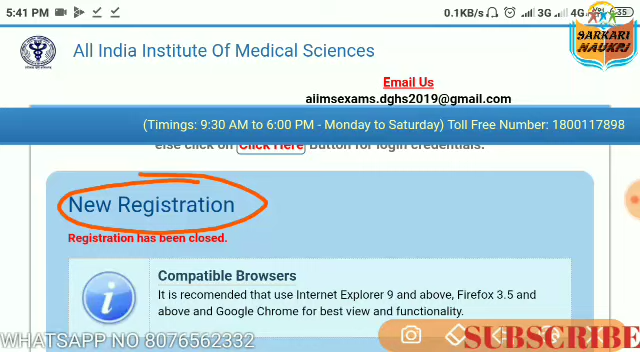 5:41 PM
0.1KB/s
3G
4G
VoLTE
35
SARKARI
NAUKRI
All India Institute Of Medical Sciences
Email Us
aiimsexams.dghs2019@gmail.com
(Timings: 9:30 AM to 6:00 PM - Monday to Saturday) Toll Free Number: 1800117898
else click on Click Here Button for login credentials.
New Registration
Registration has been closed.
Compatible Browsers
It is recomended that use Internet Explorer 9 and above, Firefox 3.5 and
above and Google Chrome for best view and functionality.
WHATSAPP NO 8076562332
SUBSCRIBE